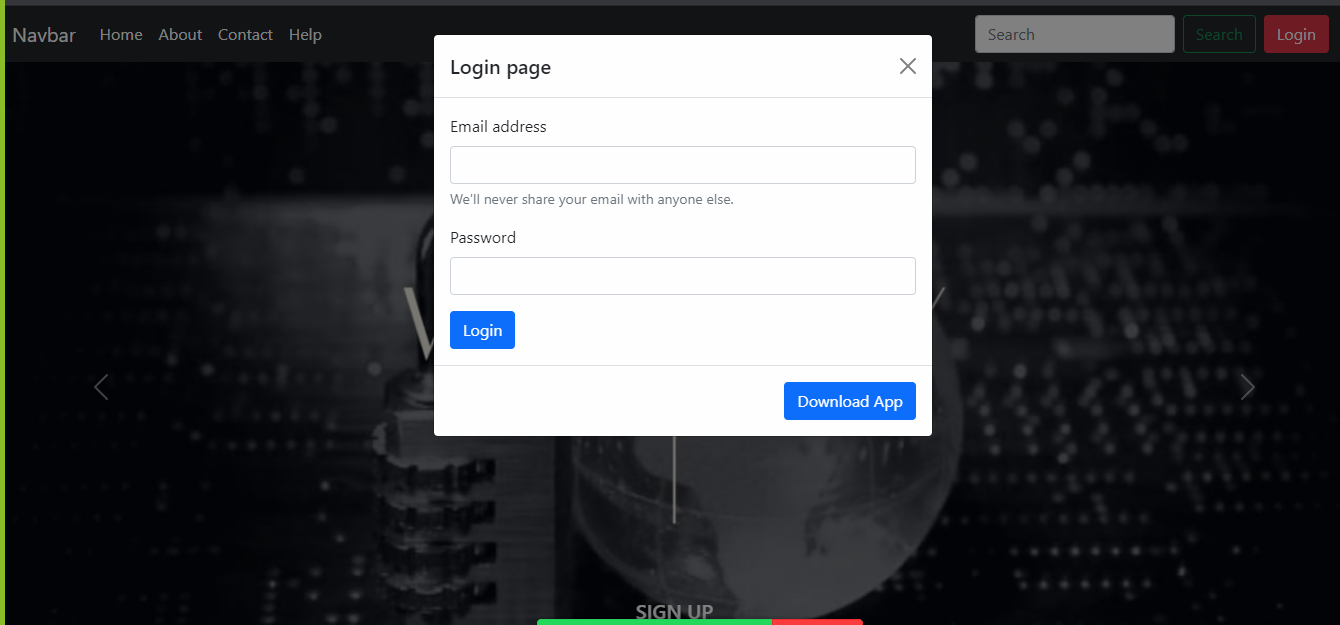 Navbar Home About Contact Help Search Search Login
Login page
Email address
We'll never share your email with anyone else.
Password
Login
Download App
SIGN UP